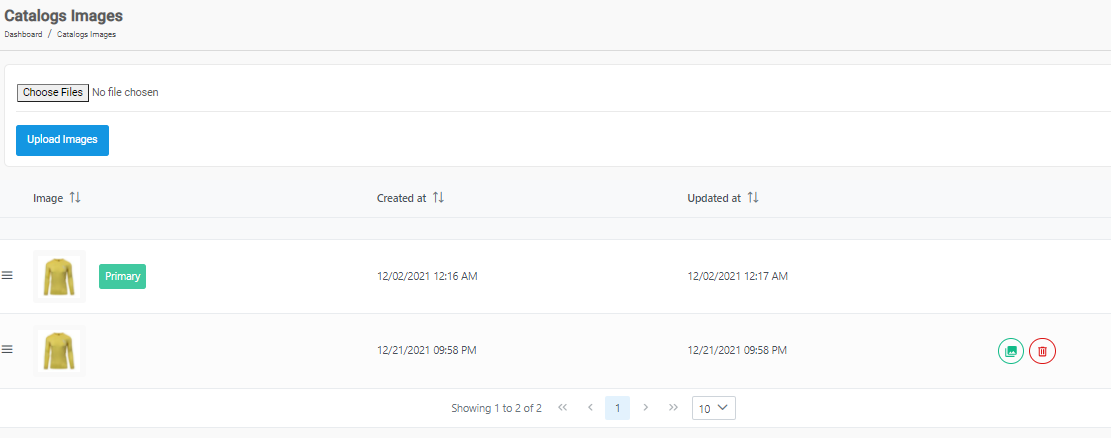 Catalogs Images
Dashboard / Catalogs Images
Choose Files No file chosen
Upload Images
Image Created at Updated at
Primary 12/02/2021 12:16 AM 12/02/2021 12:17 AM
12/21/2021 09:58 PM 12/21/2021 09:58 PM
Showing 1 to 2 of 2 « ‹ 1 › » 10